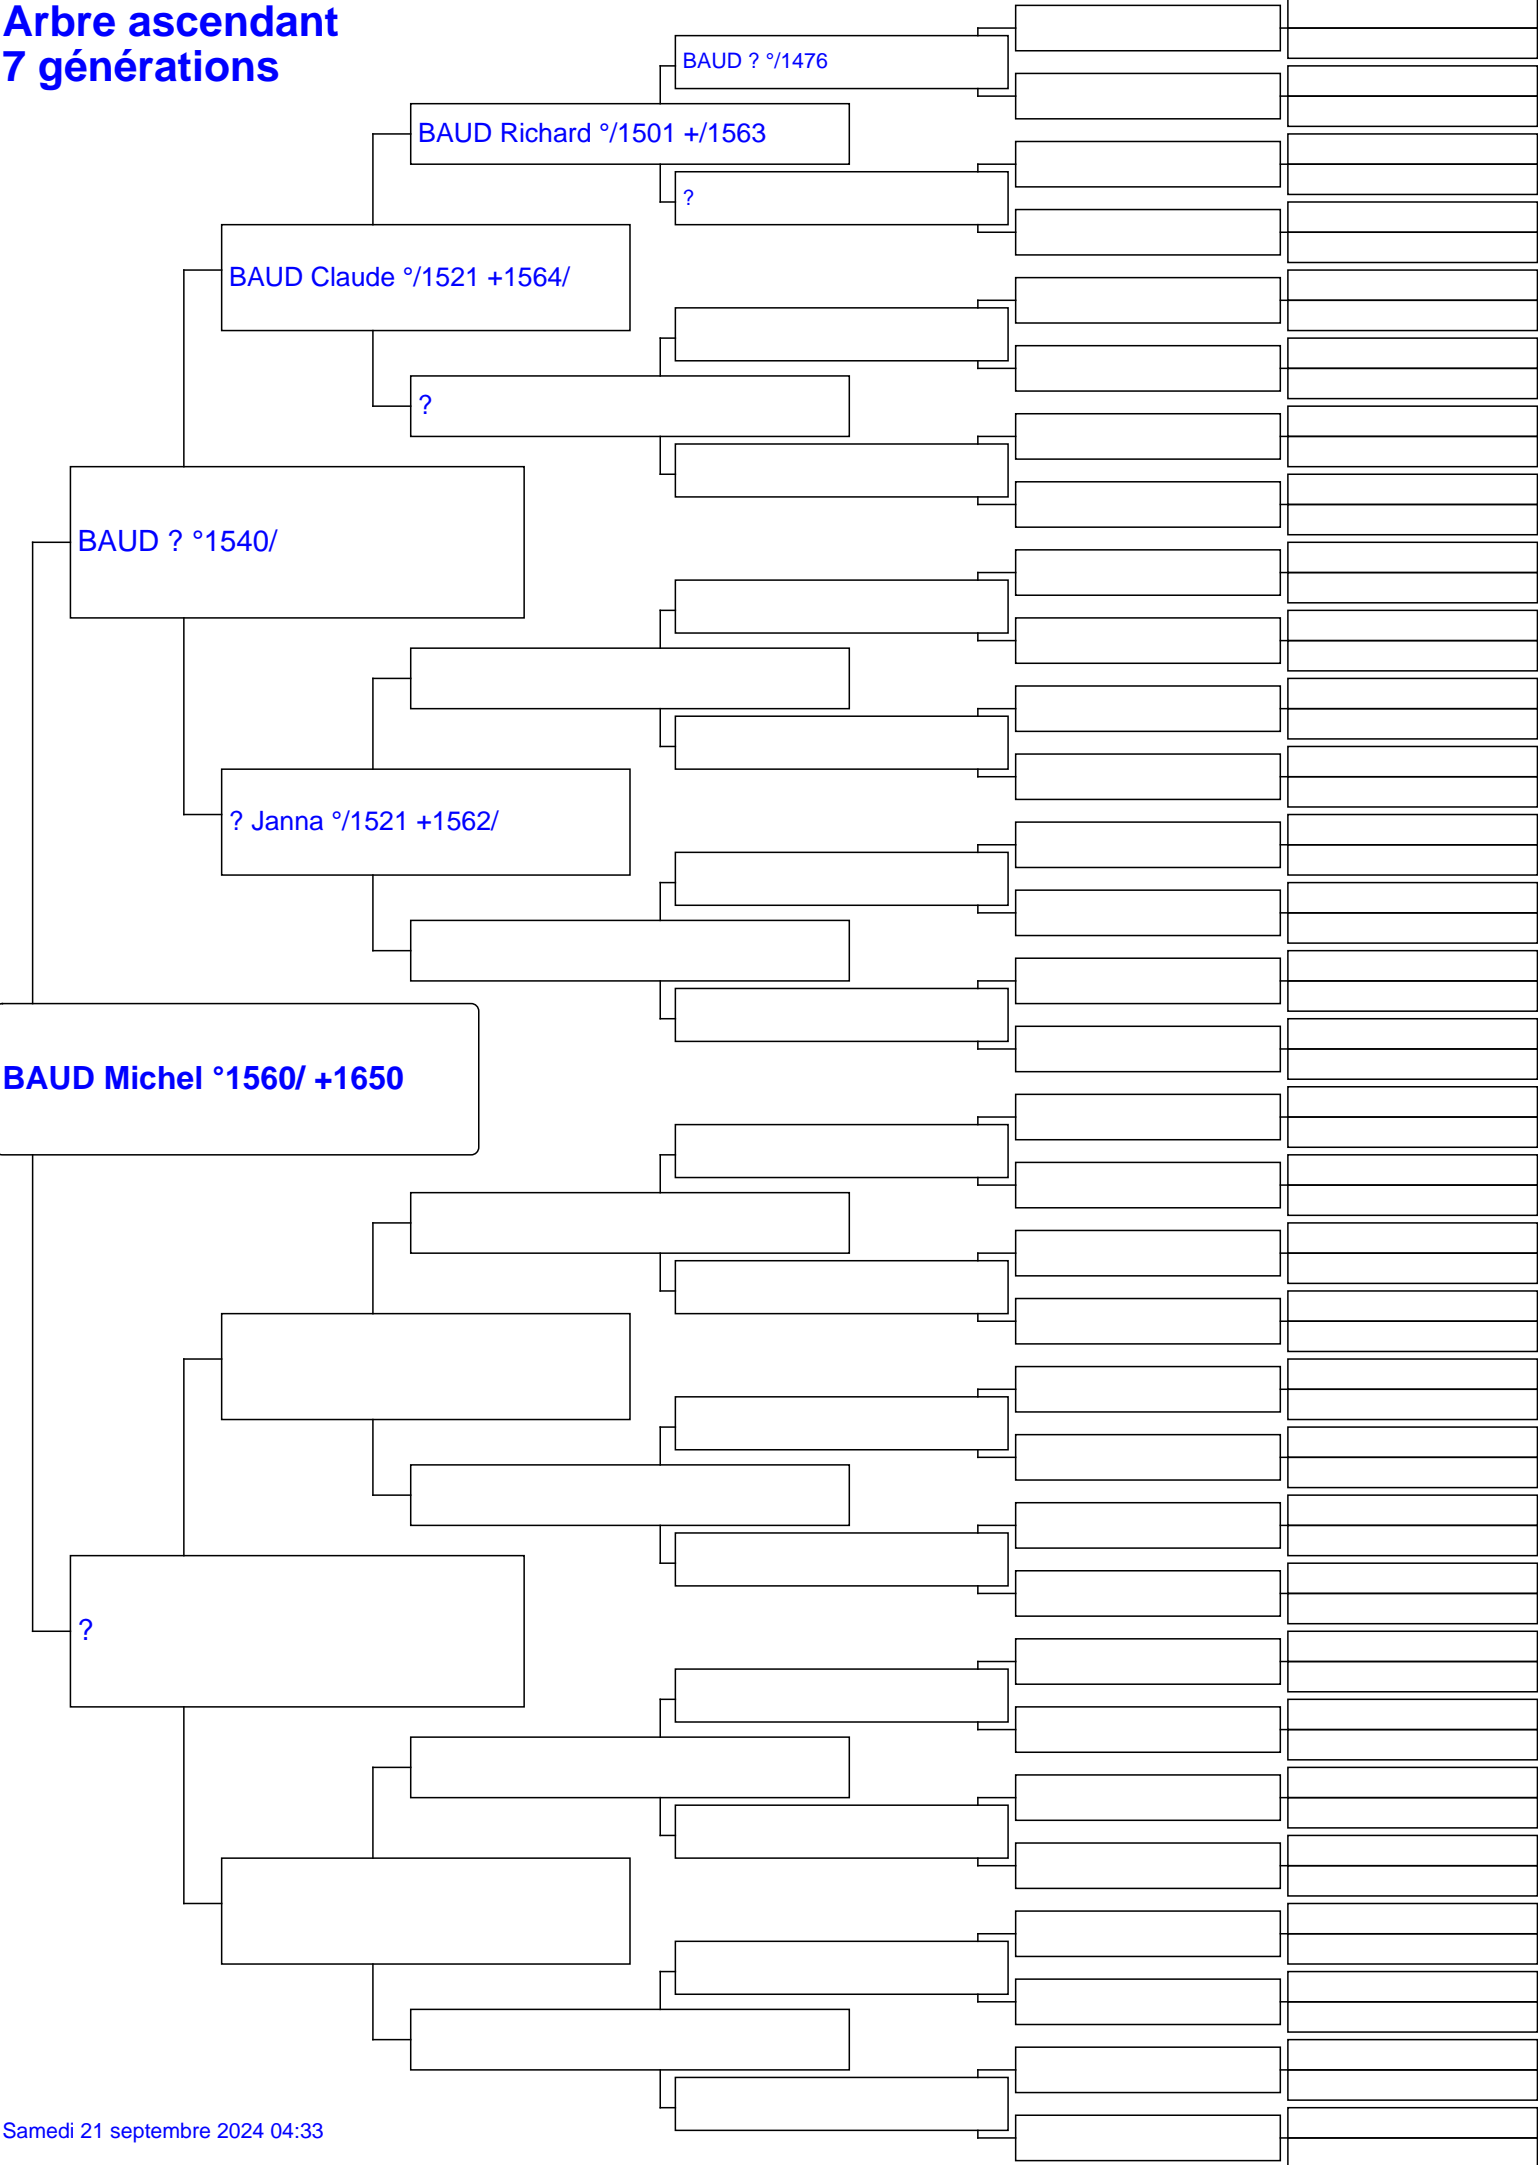 Arbre ascendant
7 générations
BAUD ? °/1476
BAUD Richard °/1501 +/1563
?
BAUD Claude °/1521 +1564/
?
BAUD ? °1540/
? Janna °/1521 +1562/
BAUD Michel °1560/ +1650
?
Samedi 21 septembre 2024 04:33